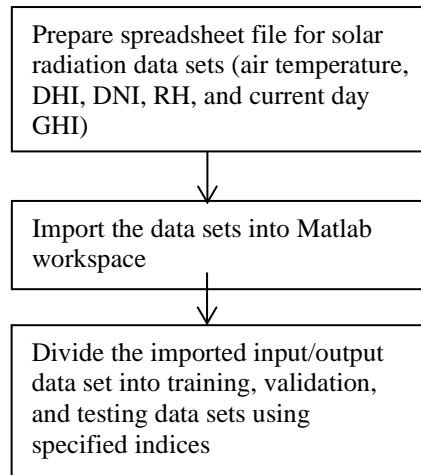 Prepare spreadsheet file for solar
radiation data sets (air temperature,
DHI, DNI, RH, and current day
GHI)
Import the data sets into Matlab
workspace
Divide the imported input/output
data set into training, validation,
and testing data sets using
specified indices